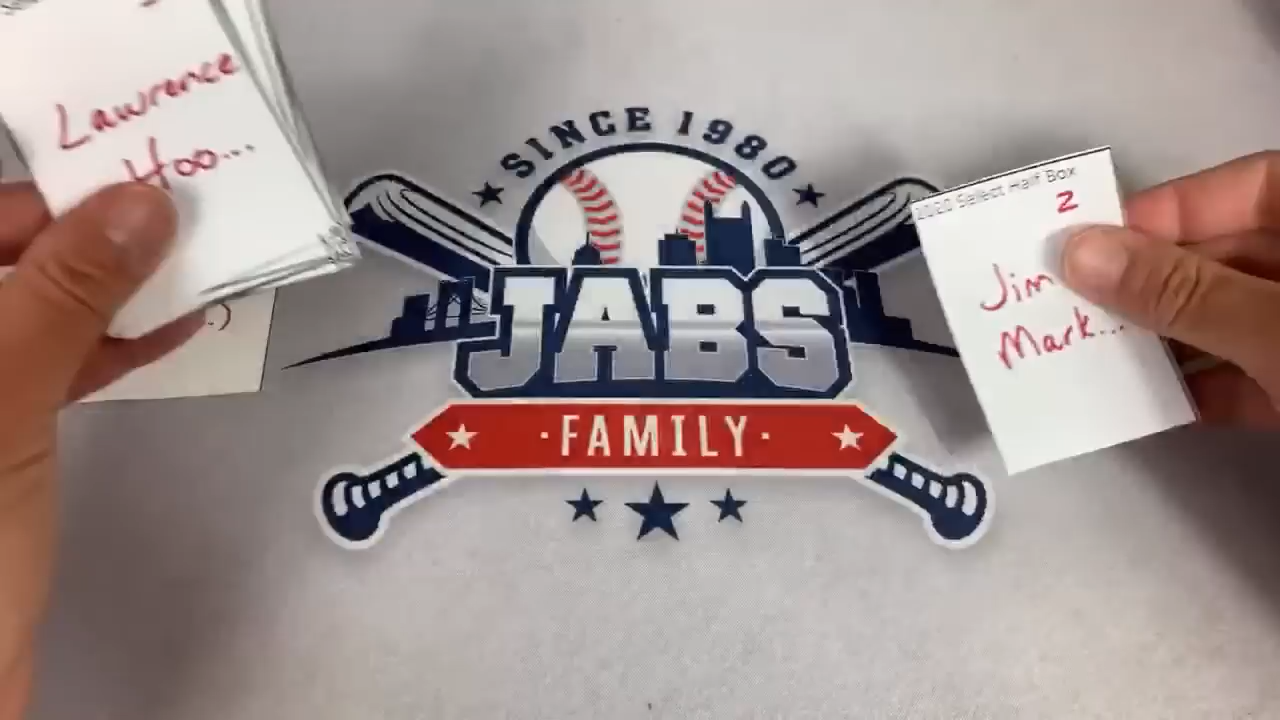 Lawrence
Hoo...
..)
SINCE 1980
JABS
·FAMILY·
2020 Select Half Box
2
Jim
Mark...